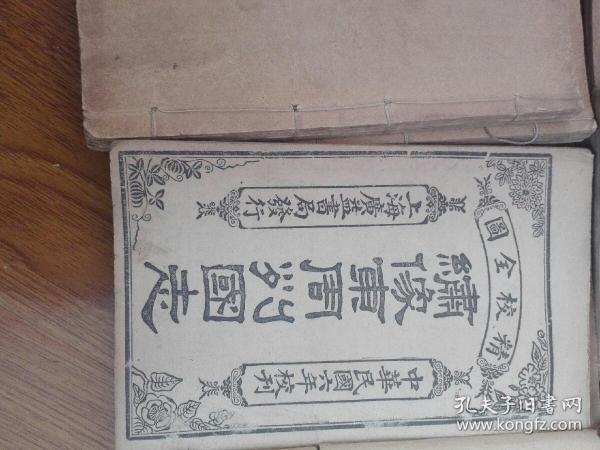 精校全圖
中華民國六年校刊
繡像東周列國志
上海廣益書局發行
孔夫子旧书网
www.kongfz.com